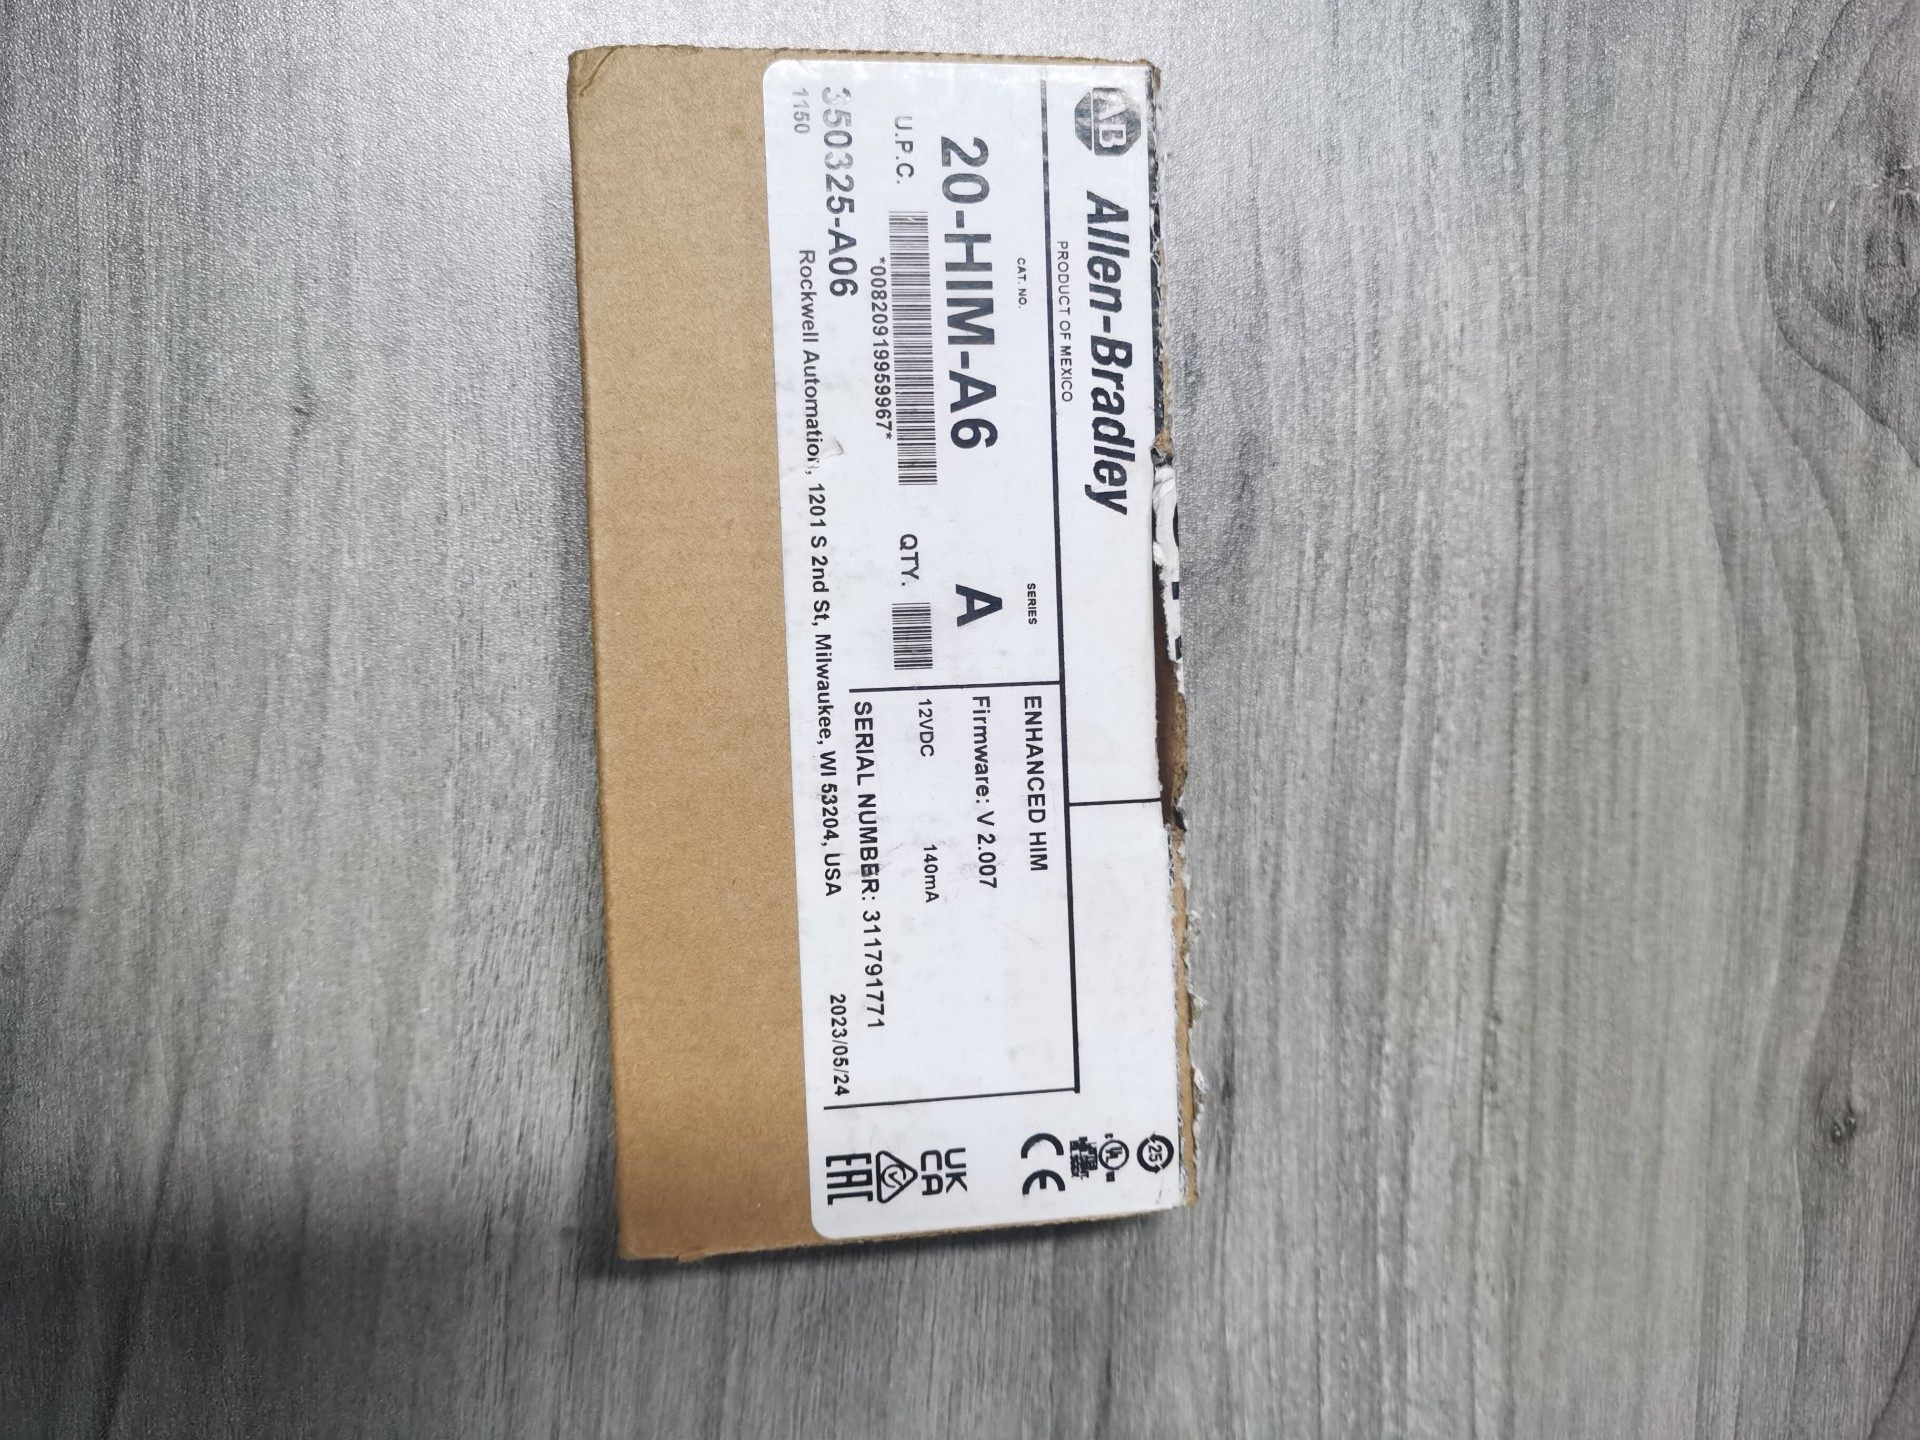 AB Allen-Bradley
PRODUCT OF MEXICO
CAT. NO.
SERIES
20-HIM-A6
A
U.P.C.
*00820919959967*
QTY.
350325-A06
1150
Rockwell Automation, 1201 S 2nd St, Milwaukee, WI 53204, USA
ENHANCED HIM
Firmware: V 2.007
12VDC 140mA
SERIAL NUMBER: 311791771
2023/05/24
25
UL
CE
UK
CA
EAC